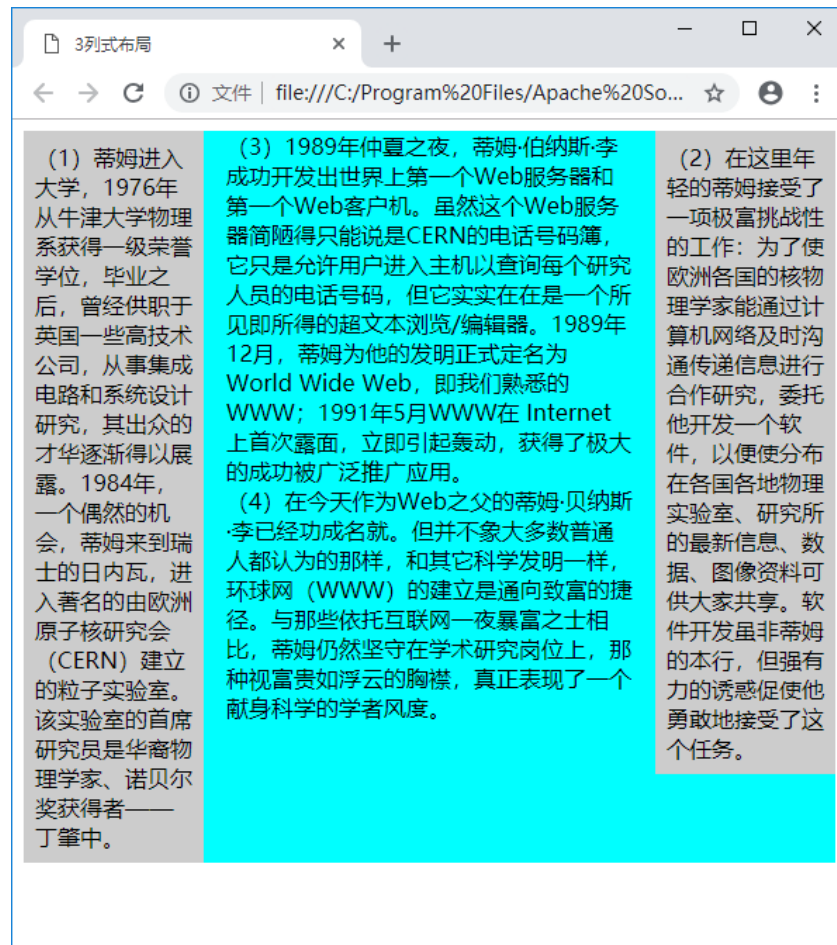 3列式布局
文件 file:///C:/Program%20Files/Apache%20So...
（1）蒂姆进入
大学，1976年
从牛津大学物理
系获得一级荣誉
学位，毕业之
后，曾经供职于
英国一些高技术
公司，从事集成
电路和系统设计
研究，其出众的
才华逐渐得以展
露。1984年，
一个偶然的机
会，蒂姆来到瑞
士的日内瓦，进
入著名的由欧洲
原子核研究会
（CERN）建立
的粒子实验室。
该实验室的首席
研究员是华裔物
理学家、诺贝尔
奖获得者——
丁肇中。
（3）1989年仲夏之夜，蒂姆·伯纳斯·李
成功开发出世界上第一个Web服务器和
第一个Web客户机。虽然这个Web服务
器简陋得只能说是CERN的电话号码簿，
它只是允许用户进入主机以查询每个研究
人员的电话号码，但它实实在在是一个所
见即所得的超文本浏览/编辑器。1989年
12月，蒂姆为他的发明正式定名为
World Wide Web，即我们熟悉的
WWW；1991年5月WWW在 Internet
上首次露面，立即引起轰动，获得了极大
的成功被广泛推广应用。
（4）在今天作为Web之父的蒂姆·贝纳斯
·李已经功成名就。但并不象大多数普通
人都认为的那样，和其它科学发明一样，
环球网（WWW）的建立是通向致富的捷
径。与那些依托互联网一夜暴富之士相
比，蒂姆仍然坚守在学术研究岗位上，那
种视富贵如浮云的胸襟，真正表现了一个
献身科学的学者风度。
（2）在这里年
轻的蒂姆接受了
一项极富挑战性
的工作：为了使
欧洲各国的核物
理学家能通过计
算机网络及时沟
通传递信息进行
合作研究，委托
他开发一个软
件，以便使分布
在各国各地物理
实验室、研究所
的最新信息、数
据、图像资料可
供大家共享。软
件开发虽非蒂姆
的本行，但强有
力的诱惑促使他
勇敢地接受了这
个任务。